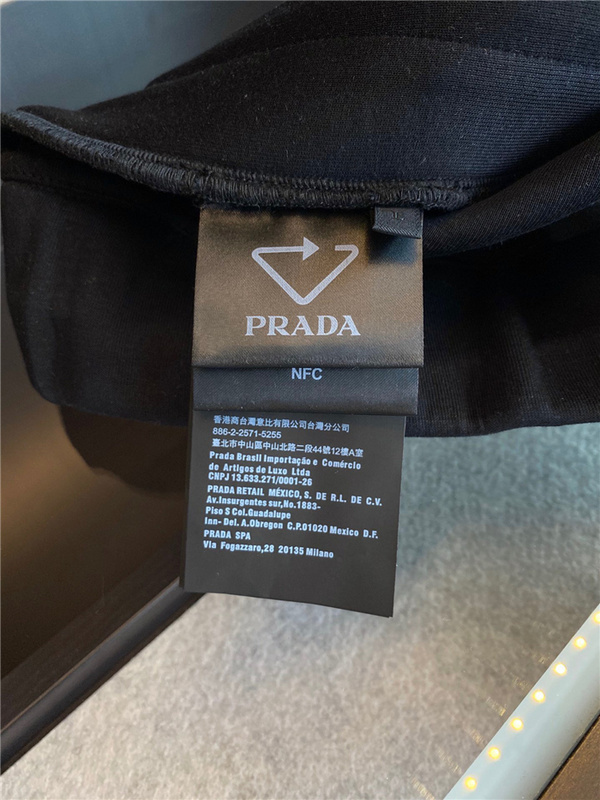 PRADA
NFC
香港商台灣意比有限公司台灣分公司
886-2-2571-5255
臺北市中山區中山北路二段44號12樓A室
Prada Brasil Importação e Comércio
de Artigos de Luxo Ltda
CNPJ 13.633.271/0001-26
PRADA RETAIL MÉXICO, S. DE R.L. DE C.V.
Av.Insurgentes sur,No.1883-
Piso S Col.Guadalupe
Inn- Del. A.Obregon C.P.01020 Mexico D.F.
PRADA SPA
Via Fogazzaro,28 20135 Milano